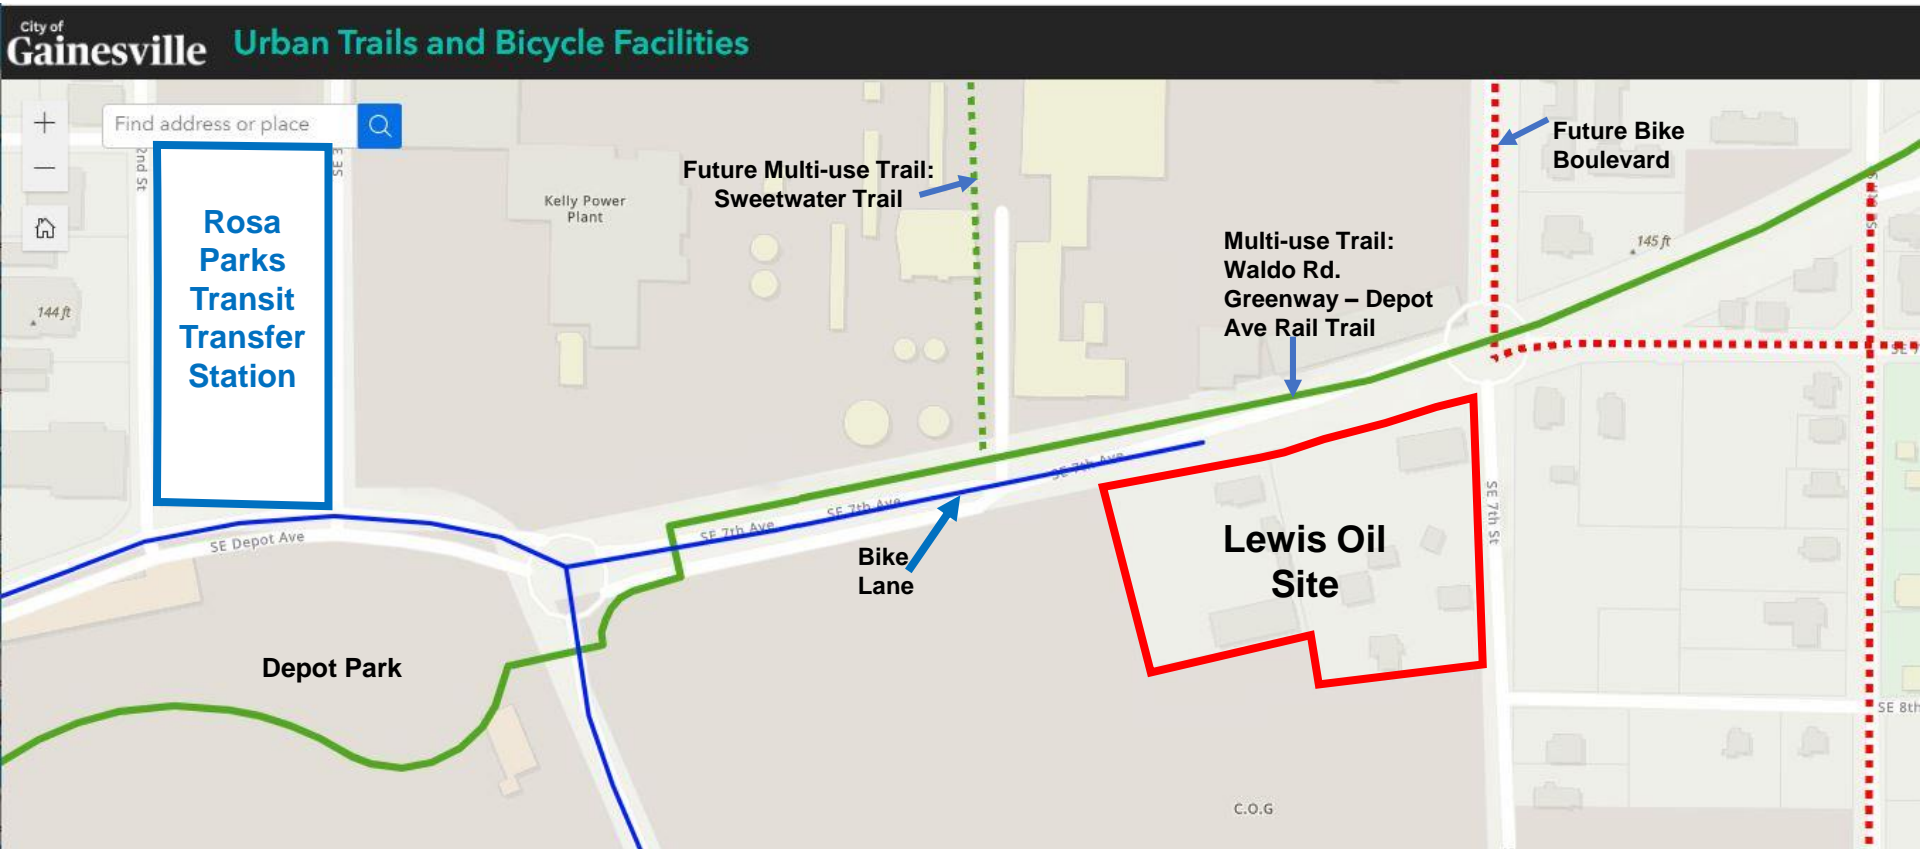 City of
Gainesville
Urban Trails and Bicycle Facilities
Find address or place
2nd St
Rosa
Parks
Transit
Transfer
Station
144 ft
Kelly Power
Plant
Future Multi-use Trail:
Sweetwater Trail
Future Bike
Boulevard
145 ft
Multi-use Trail:
Waldo Rd.
Greenway – Depot
Ave Rail Trail
SE Depot Ave
SE 7th Ave
SE 7th Ave
SE 7th Ave
Bike
Lane
Lewis Oil
Site
SE 7th St
Depot Park
SE 8th
C.O.G